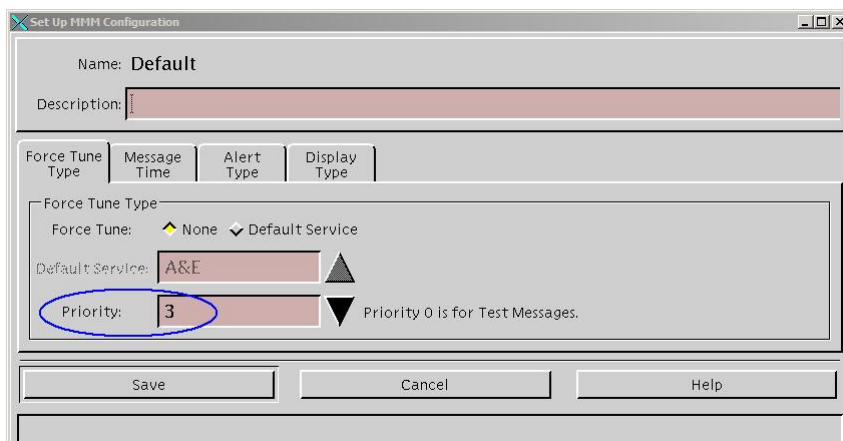 Set Up MMM Configuration
Name: Default
Description:
Force Tune Type
Message Time
Alert Type
Display Type
Force Tune Type
Force Tune: None Default Service
Default Service: A&E
Priority: 3 Priority 0 is for Test Messages.
Save Cancel Help